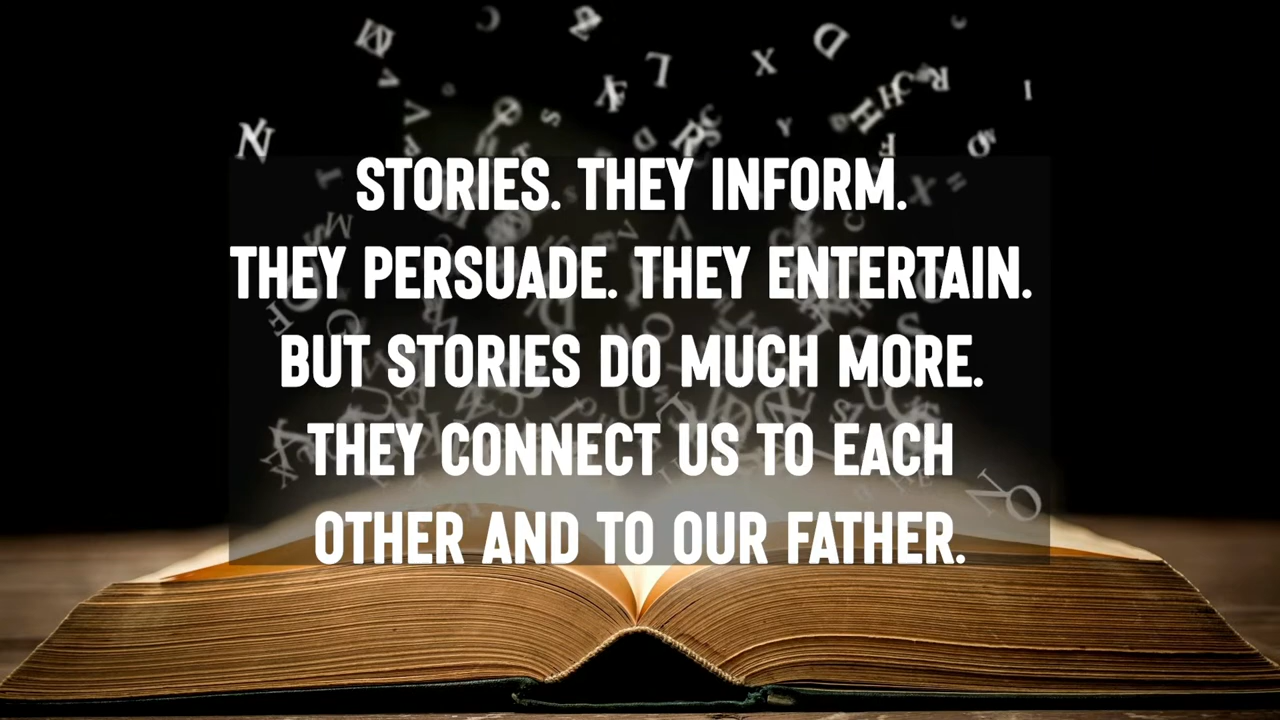 STORIES. THEY INFORM.
THEY PERSUADE. THEY ENTERTAIN.
BUT STORIES DO MUCH MORE.
THEY CONNECT US TO EACH
OTHER AND TO OUR FATHER.